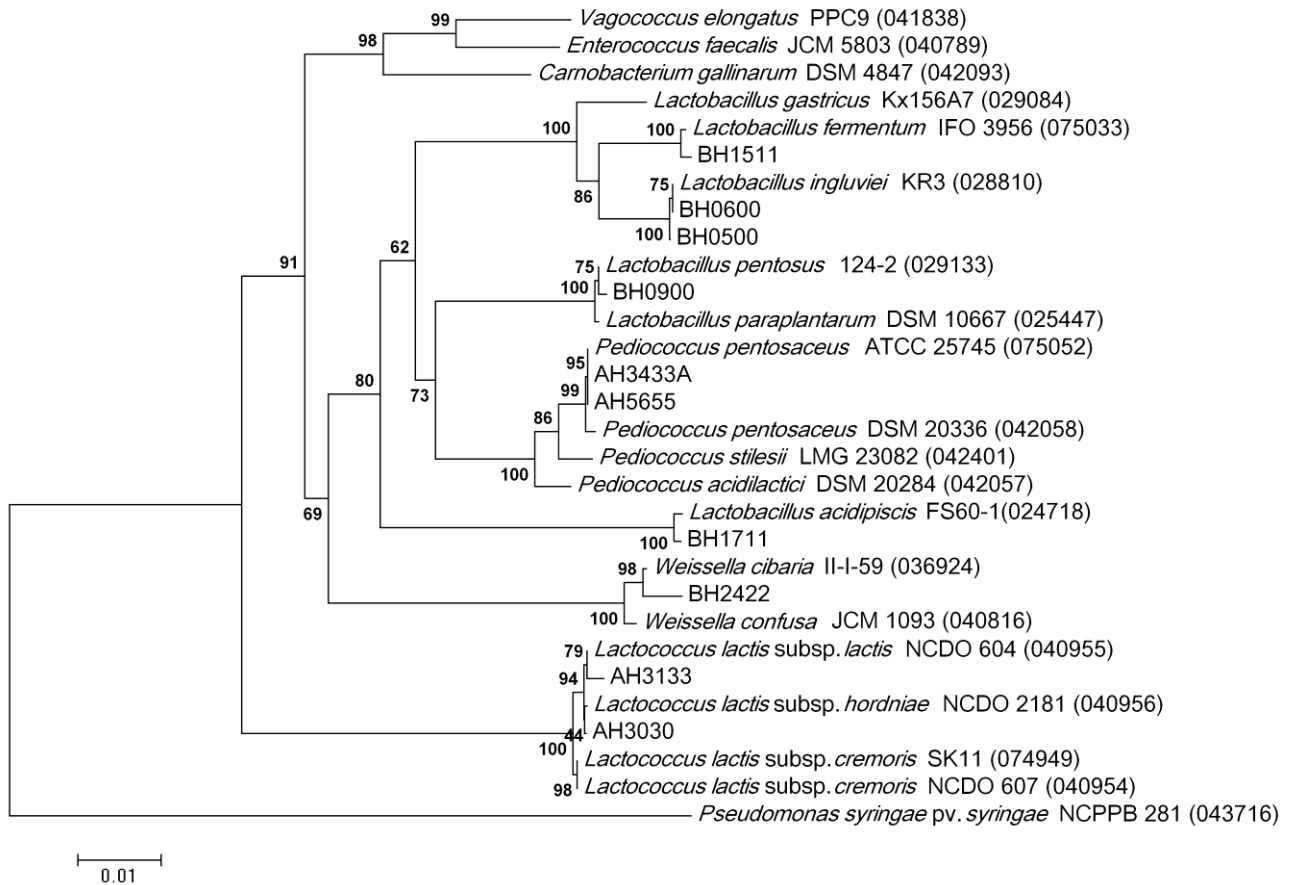 99
Vagococcus elongatus PPC9 (041838)
98
Enterococcus faecalis JCM 5803 (040789)
Carnobacterium gallinarum DSM 4847 (042093)
Lactobacillus gastricus Kx156A7 (029084)
100
100
Lactobacillus fermentum IFO 3956 (075033)
BH1511
86
75
Lactobacillus ingluviei KR3 (028810)
BH0600
100
BH0500
91
62
75
Lactobacillus pentosus 124-2 (029133)
100
BH0900
Lactobacillus paraplantarum DSM 10667 (025447)
Pediococcus pentosaceus ATCC 25745 (075052)
95
80
73
AH3433A
99
AH5655
86
Pediococcus pentosaceus DSM 20336 (042058)
Pediococcus stilesii LMG 23082 (042401)
100
Pediococcus acidilactici DSM 20284 (042057)
69
Lactobacillus acidipiscis FS60-1(024718)
100
BH1711
98
Weissella cibaria II-I-59 (036924)
BH2422
100
Weissella confusa JCM 1093 (040816)
79
Lactococcus lactis subsp. lactis NCDO 604 (040955)
94
AH3133
Lactococcus lactis subsp. hordniae NCDO 2181 (040956)
44
AH3030
100
Lactococcus lactis subsp. cremoris SK11 (074949)
98
Lactococcus lactis subsp. cremoris NCDO 607 (040954)
Pseudomonas syringae pv. syringae NCPPB 281 (043716)
0.01